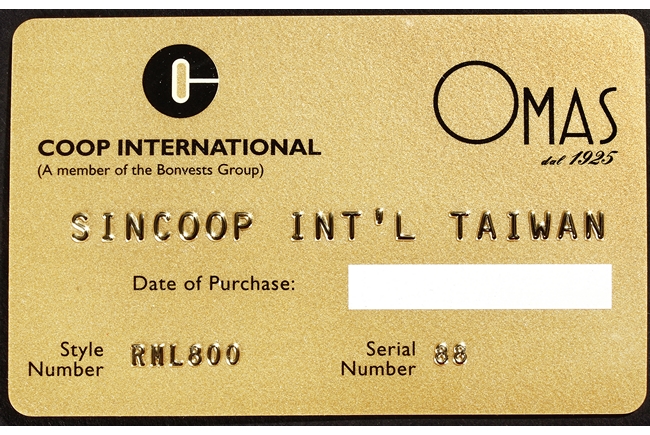 COOP INTERNATIONAL
(A member of the Bonvests Group)
OMAS
dal 1925
SINCOOP INT'L TAIWAN
Date of Purchase:
Style Number RML800
Serial Number 88